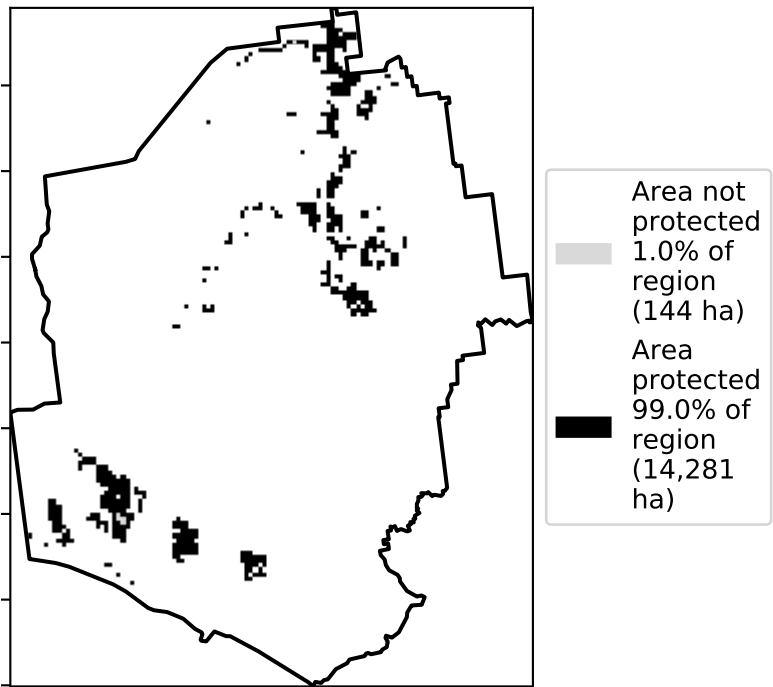 Area not
protected
1.0% of
region
(144 ha)
Area
protected
99.0% of
region
(14,281
ha)